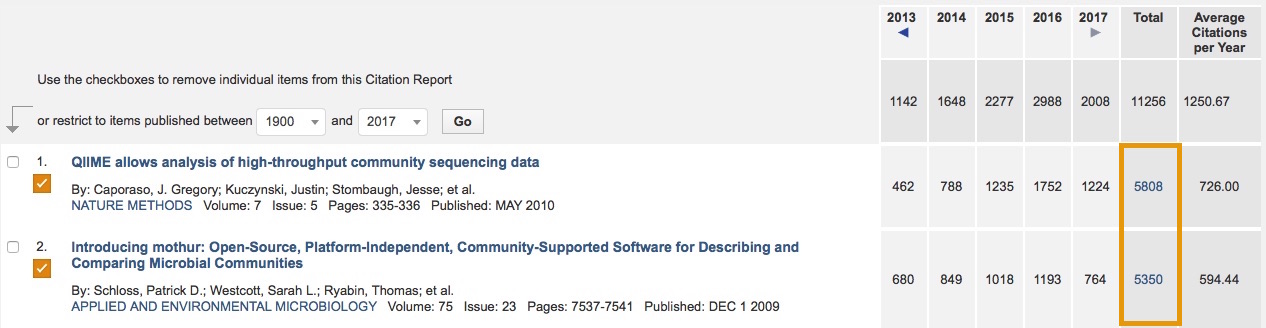 2013 2014 2015 2016 2017 Total Average
Citations
per Year
Use the checkboxes to remove individual items from this Citation Report
1142 1648 2277 2988 2008 11256 1250.67
or restrict to items published between 1900 and 2017 Go
1. QIIME allows analysis of high-throughput community sequencing data
By: Caporaso, J. Gregory; Kuczynski, Justin; Stombaugh, Jesse; et al.
462 788 1235 1752 1224 5808 726.00
NATURE METHODS Volume: 7 Issue: 5 Pages: 335-336 Published: MAY 2010
2. Introducing mothur: Open-Source, Platform-Independent, Community-Supported Software for Describing and
Comparing Microbial Communities
680 849 1018 1193 764 5350 594.44
By: Schloss, Patrick D.; Westcott, Sarah L.; Ryabin, Thomas; et al.
APPLIED AND ENVIRONMENTAL MICROBIOLOGY Volume: 75 Issue: 23 Pages: 7537-7541 Published: DEC 1 2009